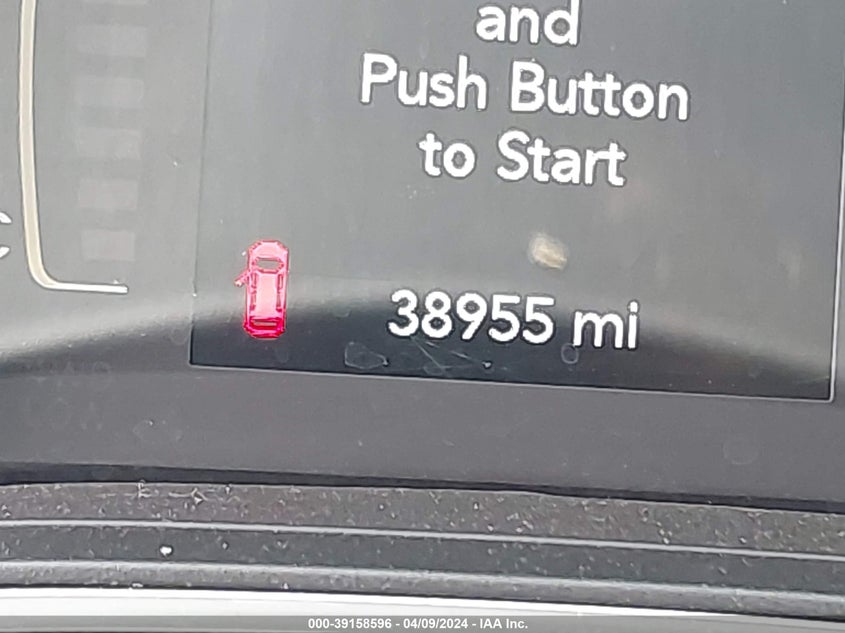 and
Push Button
to Start
38955 mi
000-39158596 - 04/09/2024 - IAA Inc.